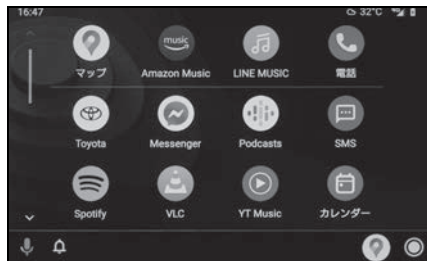 16:47
32°C
music
マップ
Amazon Music
LINE MUSIC
電話
Toyota
Messenger
Podcasts
SMS
Spotify
VLC
YT Music
カレンダー